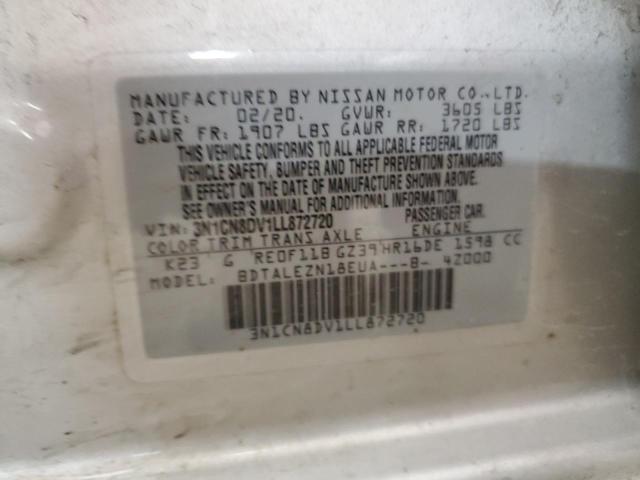 MANUFACTURED BY NISSAN MOTOR CO.,LTD.
DATE: 02/20. GVWR: 3605 LBS
GAWR FR: 1907 LBS GAWR RR: 1720 LBS
THIS VEHICLE CONFORMS TO ALL APPLICABLE FEDERAL MOTOR
VEHICLE SAFETY, BUMPER AND THEFT PREVENTION STANDARDS
IN EFFECT ON THE DATE OF MANUFACTURE SHOWN ABOVE.
SEE OWNER'S MANUAL FOR ADDITIONAL INFORMATION.
VIN: 3N1CN8DV1LL872720 PASSENGER CAR.
COLOR TRIM TRANS AXLE ENGINE
K23 G RE0F11B GZ39 HR16DE 1598 CC
MODEL: BDTALEZN18EUA---B- 4Z000
3N1CN8DV1LL872720